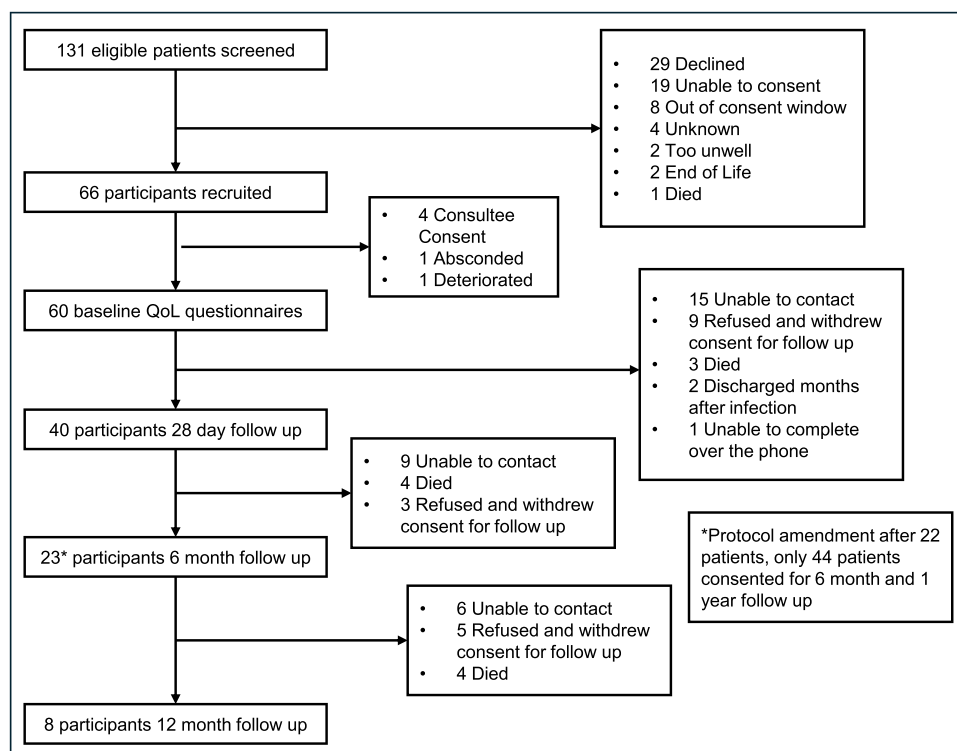 131 eligible patients screened
• 29 Declined
• 19 Unable to consent
• 8 Out of consent window
• 4 Unknown
• 2 Too unwell
• 2 End of Life
• 1 Died
66 participants recruited
• 4 Consultee
Consent
• 1 Absconded
• 1 Deteriorated
60 baseline QoL questionnaires
• 15 Unable to contact
• 9 Refused and withdrew
consent for follow up
• 3 Died
• 2 Discharged months
after infection
• 1 Unable to complete
over the phone
40 participants 28 day follow up
• 9 Unable to contact
• 4 Died
• 3 Refused and withdrew
consent for follow up
23* participants 6 month follow up
*Protocol amendment after 22
patients, only 44 patients
consented for 6 month and 1
year follow up
• 6 Unable to contact
• 5 Refused and withdrew
consent for follow up
• 4 Died
8 participants 12 month follow up